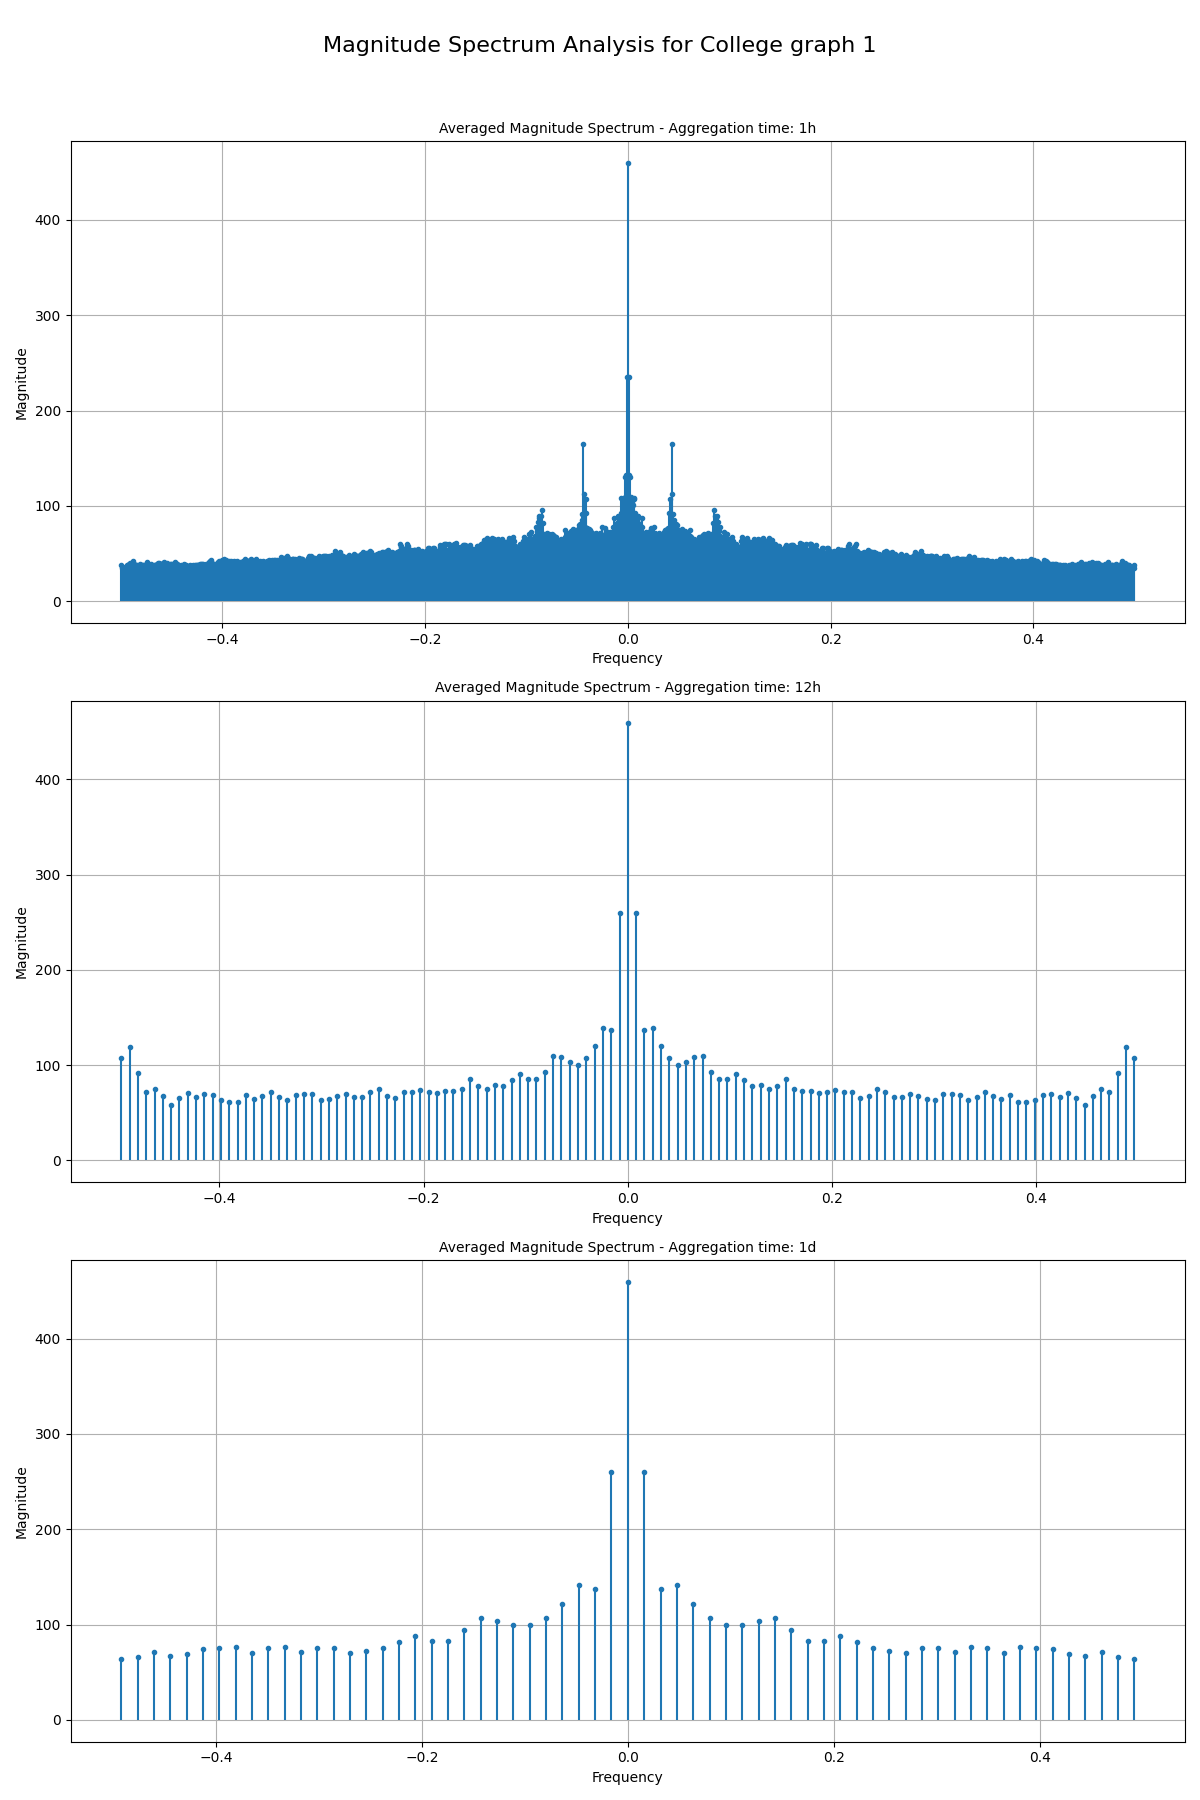 Magnitude Spectrum Analysis for College graph 1
Averaged Magnitude Spectrum - Aggregation time: 1h
Magnitude
400
300
200
100
0
−0.4 −0.2 0.0 0.2 0.4
Frequency
Averaged Magnitude Spectrum - Aggregation time: 12h
Magnitude
400
300
200
100
0
−0.4 −0.2 0.0 0.2 0.4
Frequency
Averaged Magnitude Spectrum - Aggregation time: 1d
Magnitude
400
300
200
100
0
−0.4 −0.2 0.0 0.2 0.4
Frequency